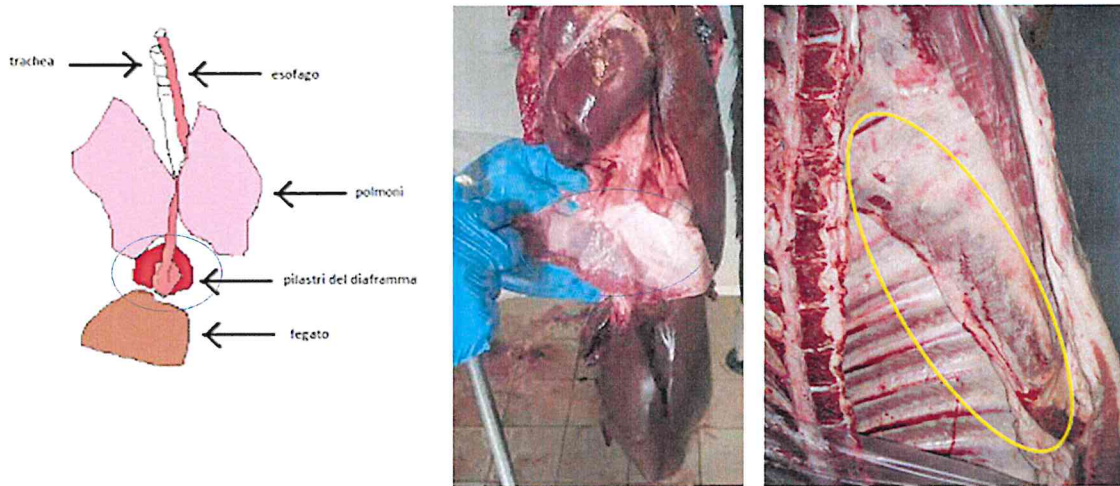 trachea
esofago
polmoni
pilastri del diaframma
fegato